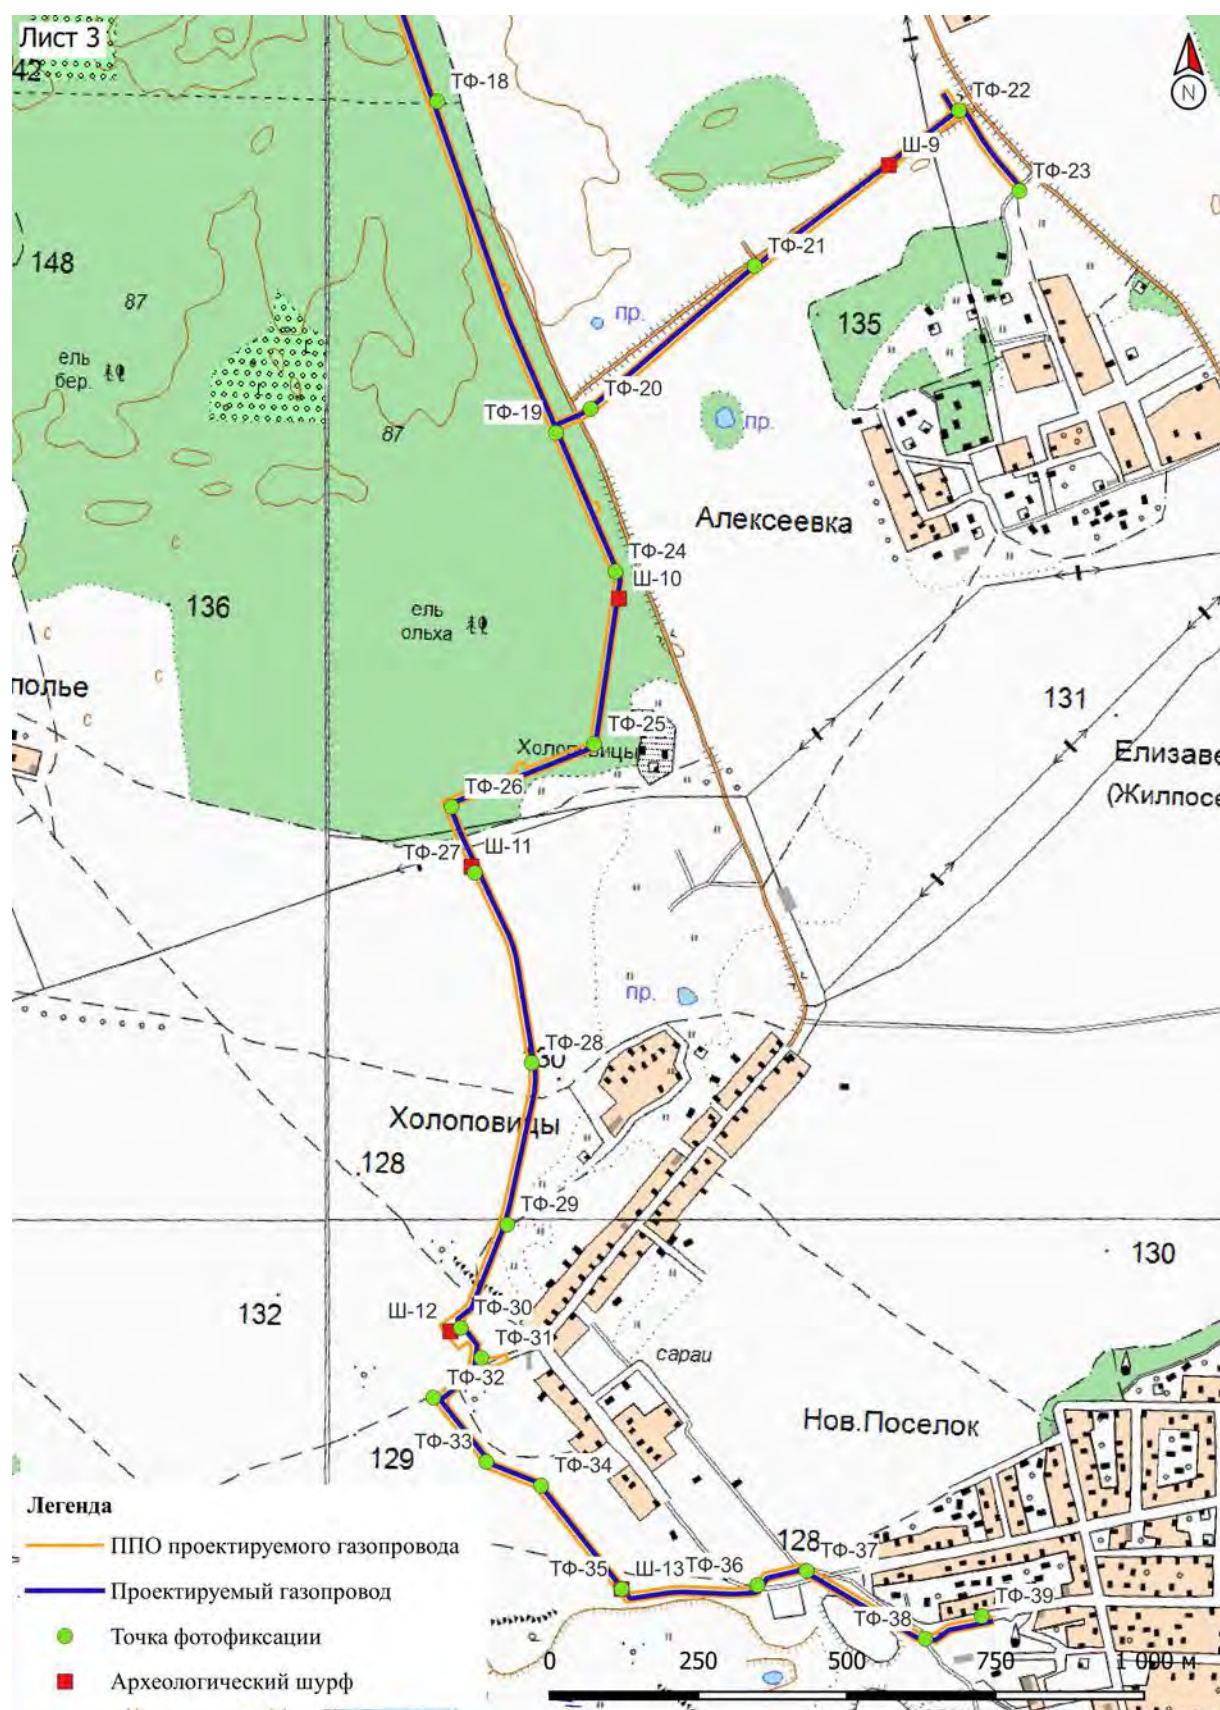 Лист 3
42
ТФ-18
ТФ-22
N
Ш-9
ТФ-23
148
ТФ-21
87
пр.
135
ель
бер.
ТФ-20
ТФ-19
пр.
87
Алексеевка
ТФ-24
Ш-10
136
ель
ольха
с
с
с
с
полье
131
ТФ-25
Холоповицы
Елизаве
(Жилпосе
ТФ-26
Ш-11
ТФ-27
пр.
ТФ-28
Холоповицы
128
ТФ-29
130
132
Ш-12
ТФ-30
ТФ-31
сараи
ТФ-32
Нов.Поселок
ТФ-33
129
ТФ-34
Легенда
ППО проектируемого газопровода
128
ТФ-37
ТФ-35
Ш-13
ТФ-36
Проектируемый газопровод
ТФ-39
ТФ-38
Точка фотофиксации
0 250 500 750 1 000 м
Археологический шурф